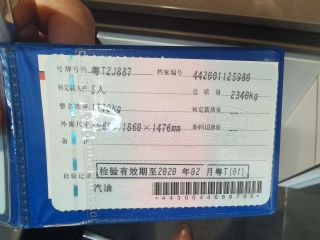 号牌号码 粤T2J887 档案编号 442001125980
核定载人数 5人 总质量 2340kg
整备质量 核定载质量 --
外廓尺寸 1860×1476mm 准牵引总质量 --
备
检验记录 检验有效期至2020年02月粤T(01)
汽油